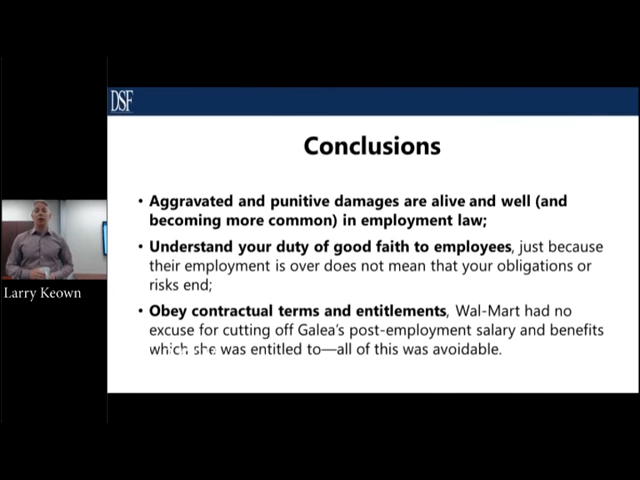 DSF
Conclusions
• Aggravated and punitive damages are alive and well (and
becoming more common) in employment law;
• Understand your duty of good faith to employees, just because
their employment is over does not mean that your obligations or
risks end;
• Obey contractual terms and entitlements, Wal-Mart had no
excuse for cutting off Galea's post-employment salary and benefits
which she was entitled to—all of this was avoidable.
Larry Keown